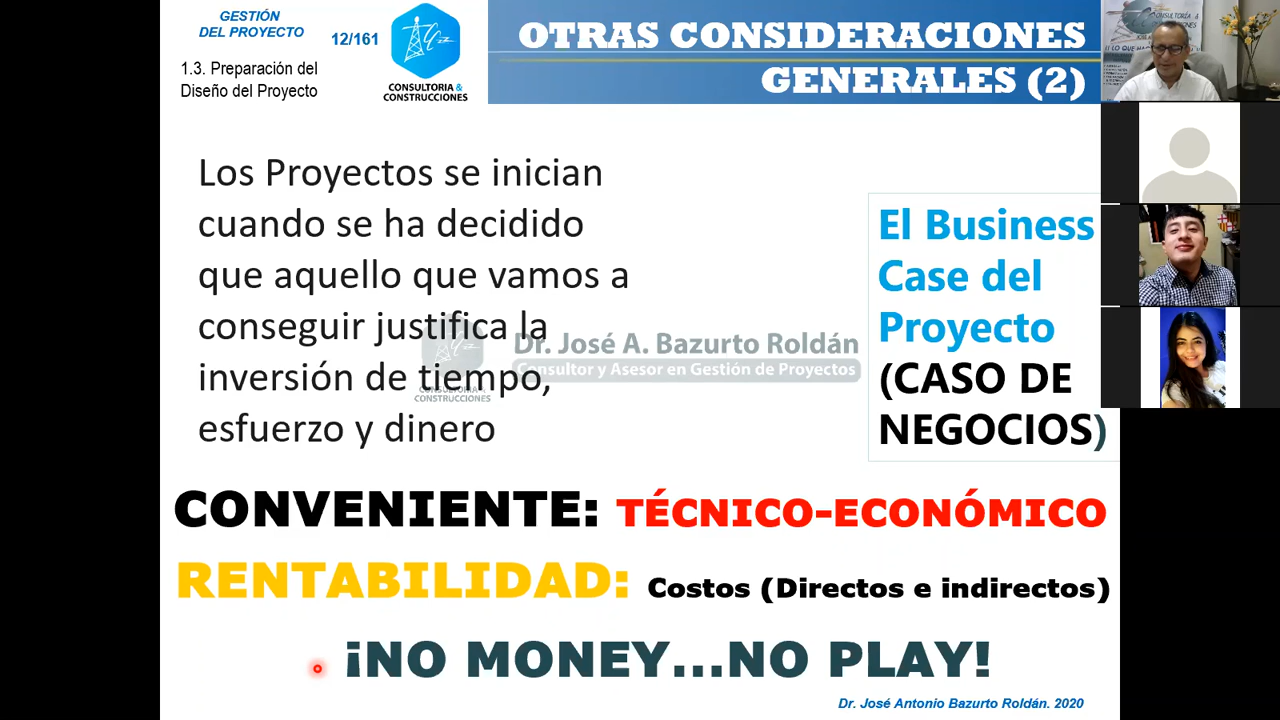 GESTIÓN
DEL PROYECTO
12/161
1.3. Preparación del
Diseño del Proyecto
CONSULTORIA&
CONSTRUCCIONES
OTRAS CONSIDERACIONES
GENERALES (2)
Los Proyectos se inician
cuando se ha decidido
que aquello que vamos a
conseguir justifica la
inversión de tiempo,
esfuerzo y dinero
El Business
Case del
Proyecto
(CASO DE
NEGOCIOS)
Dr. José A. Bazurto Roldán
Consultor y Asesor en Gestión de Proyectos
CONSULTORIA&
CONSTRUCCIONES
CONVENIENTE: TÉCNICO-ECONÓMICO
RENTABILIDAD: Costos (Directos e indirectos)
¡NO MONEY...NO PLAY!
Dr. José Antonio Bazurto Roldán. 2020